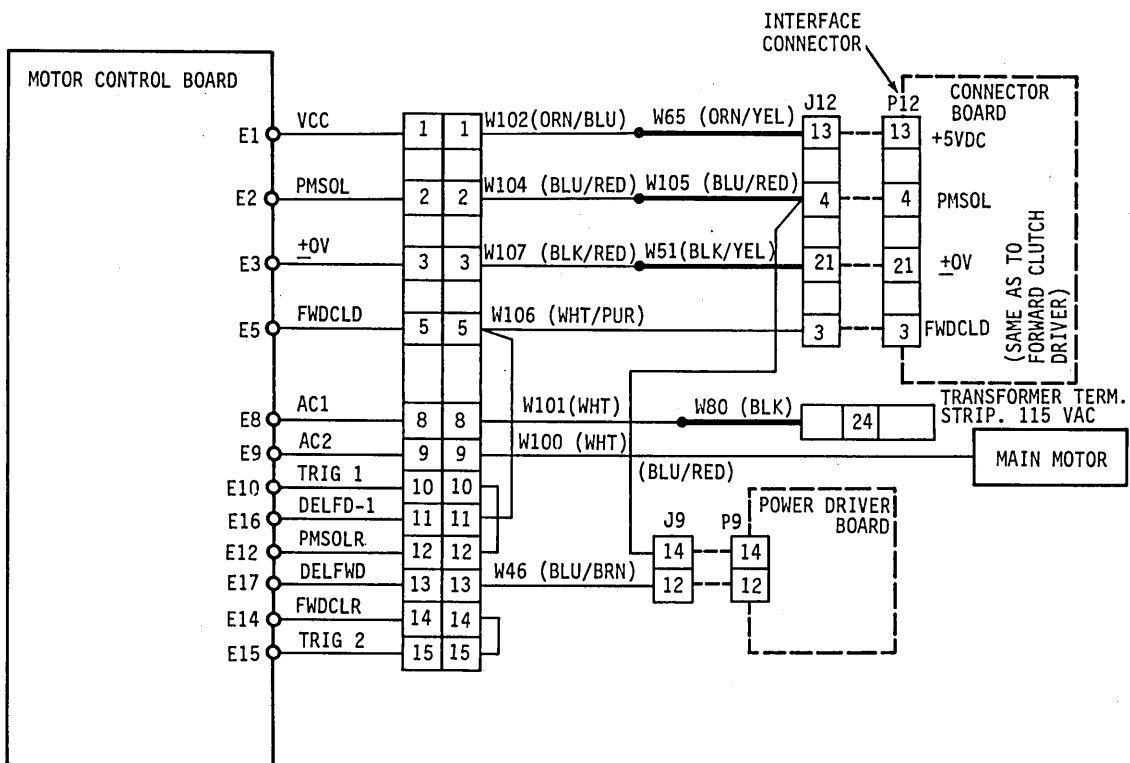 INTERFACE
CONNECTOR
MOTOR CONTROL BOARD
J12
P12
CONNECTOR
BOARD
E1 VCC 1 1 W102(ORN/BLU) W65 (ORN/YEL) 13 13 +5VDC
E2 PMSOL 2 2 W104 (BLU/RED) W105 (BLU/RED) 4 4 PMSOL
E3 ±0V 3 3 W107 (BLK/RED) W51(BLK/YEL) 21 21 ±0V
E5 FWDCLD 5 5 W106 (WHT/PUR) 3 3 FWDCLD
(SAME AS TO
FORWARD CLUTCH
DRIVER)
E8 AC1 8 8 W101(WHT) W80 (BLK) 24
TRANSFORMER TERM.
STRIP. 115 VAC
E9 AC2 9 9 W100 (WHT)
MAIN MOTOR
(BLU/RED)
E10 TRIG 1 10 10
E16 DELFD-1 11 11
E12 PMSOLR 12 12
E17 DELFWD 13 13 W46 (BLU/BRN)
E14 FWDCLR 14 14
E15 TRIG 2 15 15
J9
P9
POWER DRIVER
BOARD
14 14
12 12